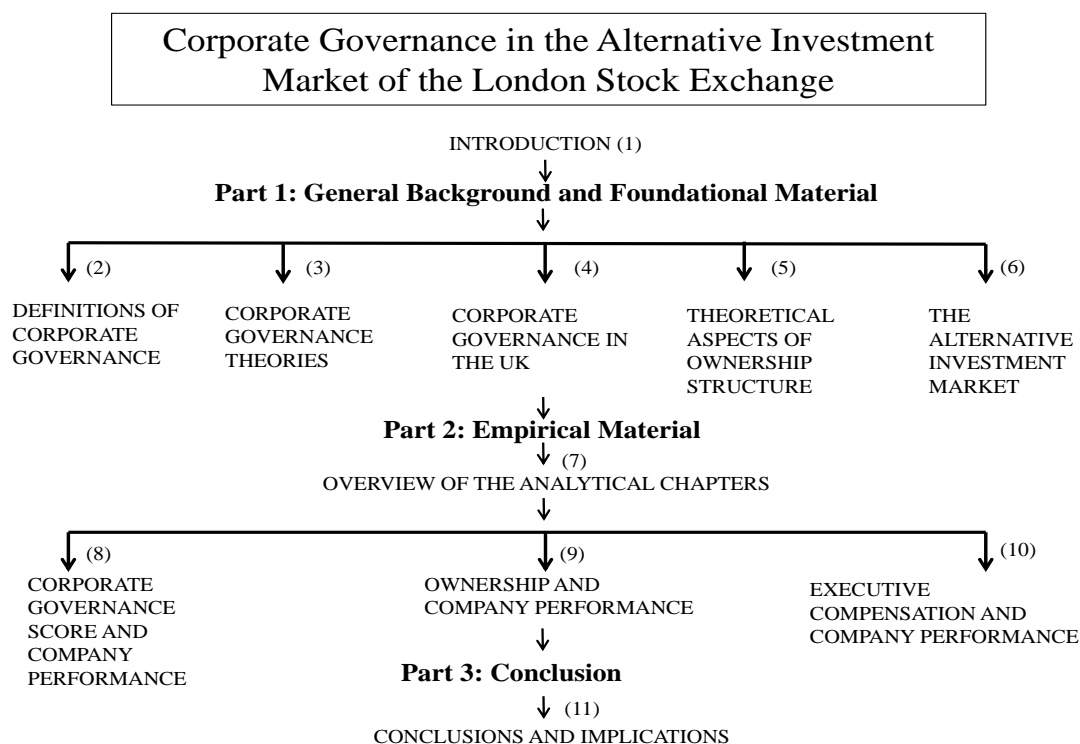 Corporate Governance in the Alternative Investment
Market of the London Stock Exchange
INTRODUCTION (1)
Part 1: General Background and Foundational Material
(2)
DEFINITIONS OF
CORPORATE
GOVERNANCE
(3)
CORPORATE
GOVERNANCE
THEORIES
(4)
CORPORATE
GOVERNANCE IN
THE UK
(5)
THEORETICAL
ASPECTS OF
OWNERSHIP
STRUCTURE
(6)
THE
ALTERNATIVE
INVESTMENT
MARKET
Part 2: Empirical Material
(7)
OVERVIEW OF THE ANALYTICAL CHAPTERS
(8)
CORPORATE
GOVERNANCE
SCORE AND
COMPANY
PERFORMANCE
(9)
OWNERSHIP AND
COMPANY PERFORMANCE
(10)
EXECUTIVE
COMPENSATION AND
COMPANY PERFORMANCE
Part 3: Conclusion
(11)
CONCLUSIONS AND IMPLICATIONS